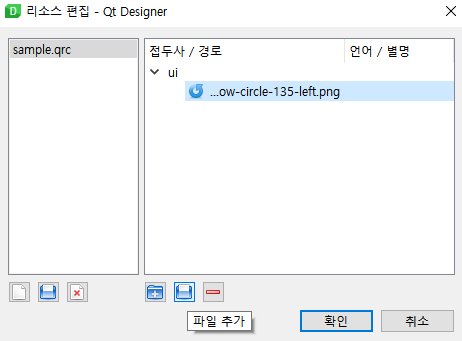 리소스 편집 - Qt Designer
sample.qrc
접두사 / 경로
언어 / 별명
ui
...ow-circle-135-left.png
파일 추가
확인
취소